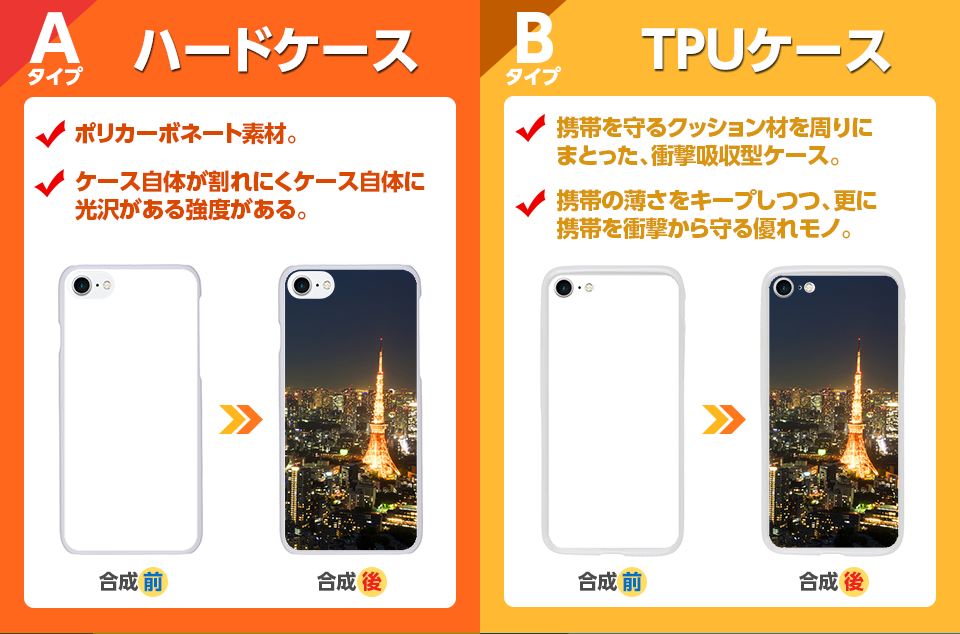 A
タイプ
ハードケース
ポリカーボネート素材。
ケース自体が割れにくケース自体に
光沢がある強度がある。
合成前
合成後
B
タイプ
TPUケース
携帯を守るクッション材を周りに
まとった、衝撃吸収型ケース。
携帯の薄さをキープしつつ、更に
携帯を衝撃から守る優れモノ。
合成前
合成後